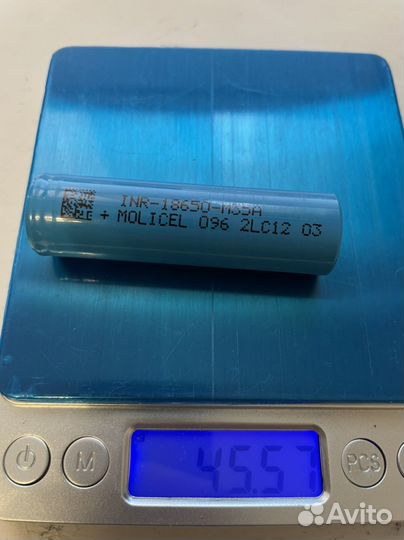 INR-18650-M35A
+ MOLICEL 096 2LC12 03
M
45.57
PCS
Avito